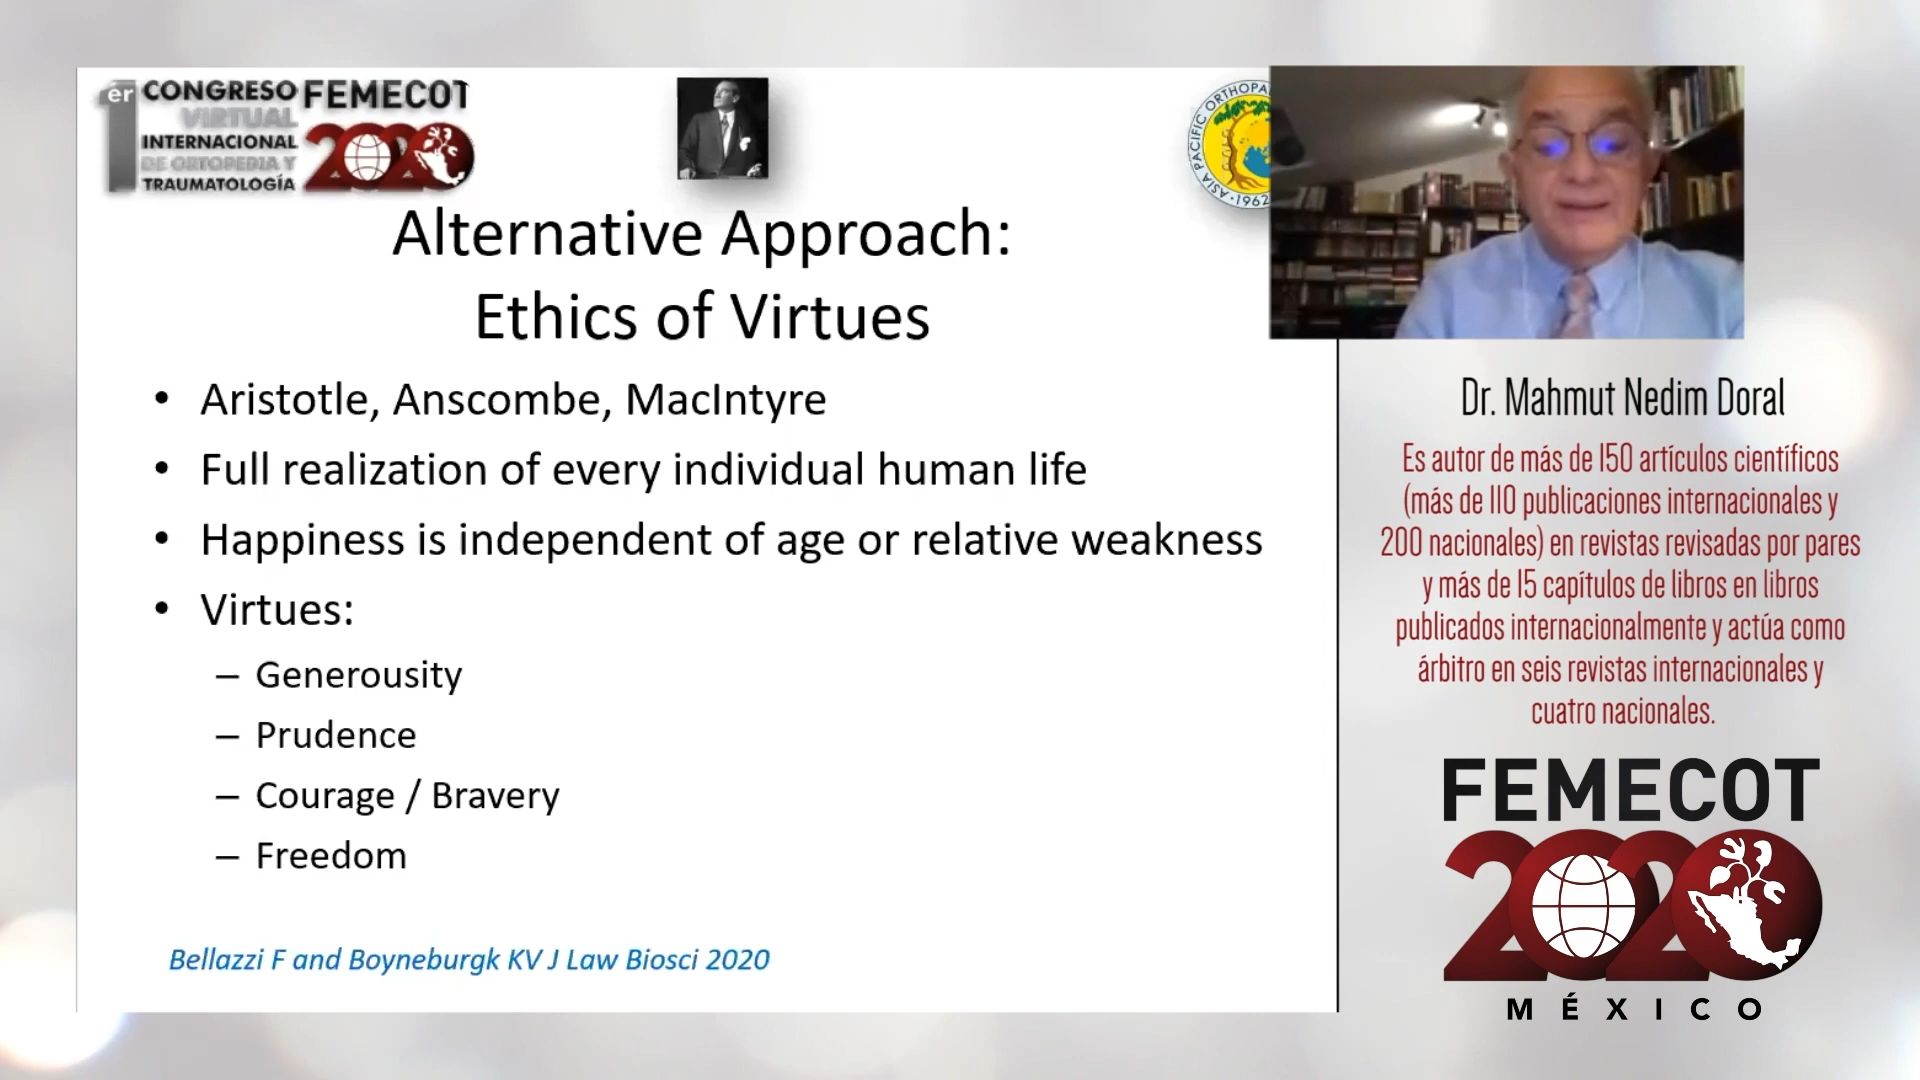 1er CONGRESO FEMECOT
VIRTUAL
INTERNACIONAL
DE ORTOPEDIA Y
TRAUMATOLOGÍA
2020
ASIA PACIFIC ORTHOPA
1962
Alternative Approach:
Ethics of Virtues
• Aristotle, Anscombe, MacIntyre
• Full realization of every individual human life
• Happiness is independent of age or relative weakness
• Virtues:
– Generousity
– Prudence
– Courage / Bravery
– Freedom
Bellazzi F and Boyneburgk KV J Law Biosci 2020
Dr. Mahmut Nedim Doral
Es autor de más de 150 artículos científicos
(más de 110 publicaciones internacionales y
200 nacionales) en revistas revisadas por pares
y más de 15 capítulos de libros en libros
publicados internacionalmente y actúa como
árbitro en seis revistas internacionales y
cuatro nacionales.
FEMECOT
2020
MÉXICO